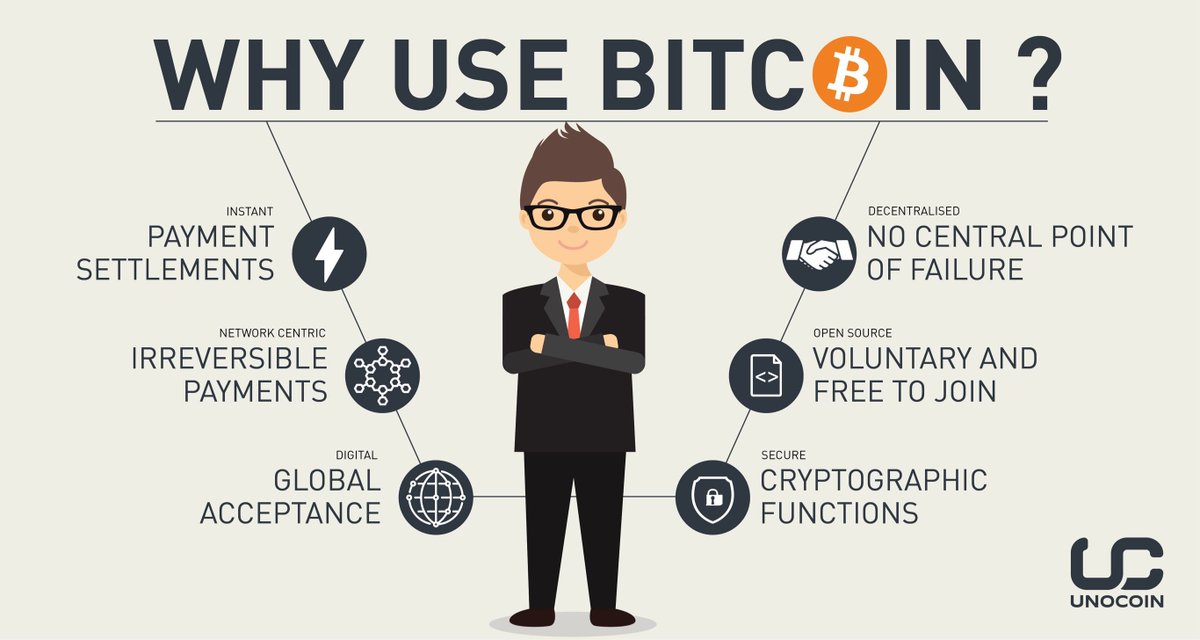 WHY USE BITCOIN ?
INSTANT
PAYMENT
SETTLEMENTS
NETWORK CENTRIC
IRREVERSIBLE
PAYMENTS
DIGITAL
GLOBAL
ACCEPTANCE
DECENTRALISED
NO CENTRAL POINT
OF FAILURE
OPEN SOURCE
VOLUNTARY AND
FREE TO JOIN
SECURE
CRYPTOGRAPHIC
FUNCTIONS
UC
UNOCOIN